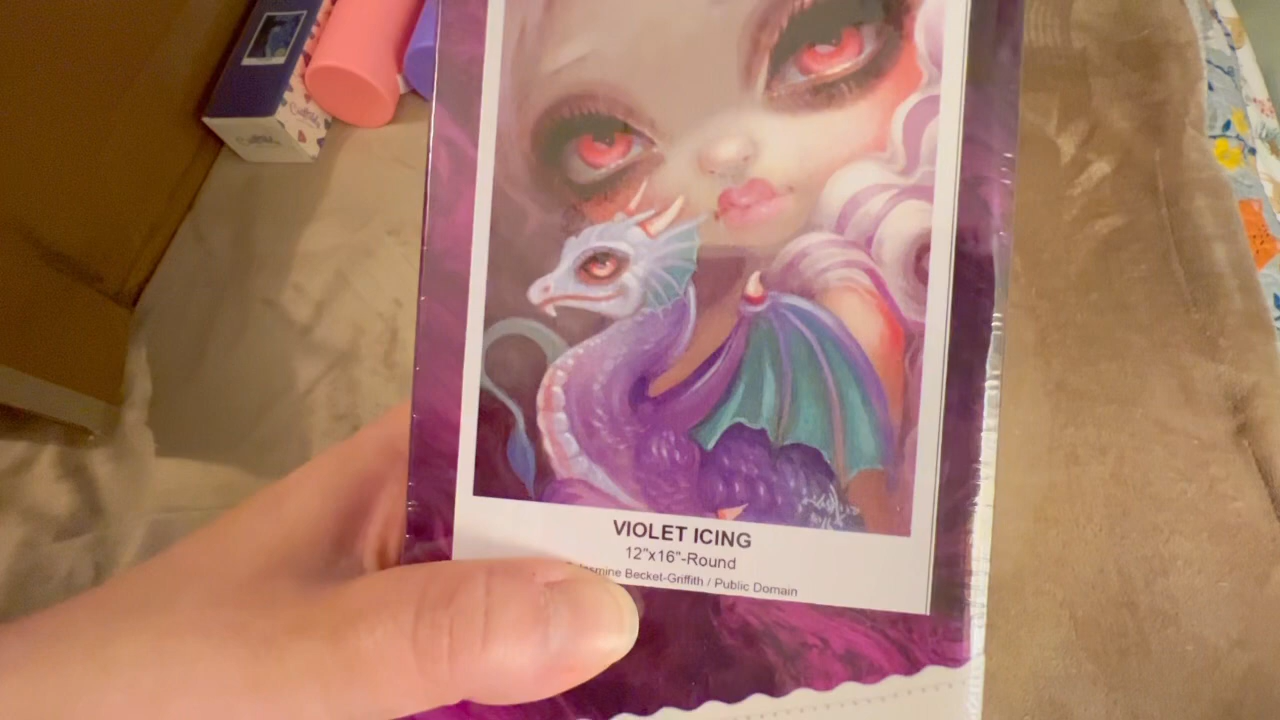 VIOLET ICING
12"x16"-Round
Jasmine Becket-Griffith / Public Domain